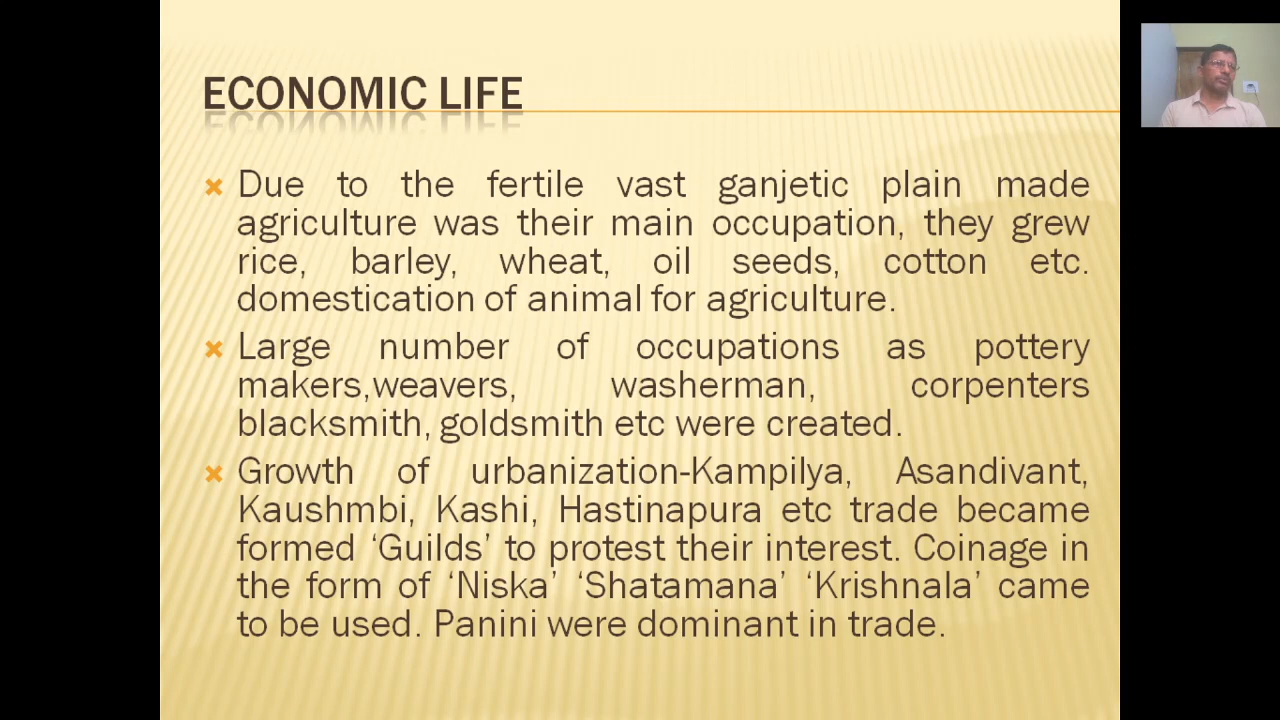 ECONOMIC LIFE
Due to the fertile vast ganjetic plain made
agriculture was their main occupation, they grew
rice, barley, wheat, oil seeds, cotton etc.
domestication of animal for agriculture.
Large number of occupations as pottery
makers,weavers, washerman, corpenters
blacksmith, goldsmith etc were created.
Growth of urbanization-Kampilya, Asandivant,
Kaushmbi, Kashi, Hastinapura etc trade became
formed ‘Guilds’ to protest their interest. Coinage in
the form of ‘Niska’ ‘Shatamana’ ‘Krishnala’ came
to be used. Panini were dominant in trade.